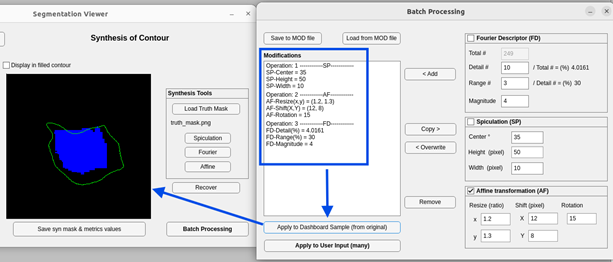 Segmentation Viewer
Synthesis of Contour
Display in filled contour
Synthesis Tools
Load Truth Mask
truth_mask.png
Spiculation
Fourier
Affine
Recover
Save syn mask & metrics values
Batch Processing
Batch Processing
Save to MOD file
Load from MOD file
Modifications
Operation: 1 ------------SP------------
SP-Center = 35
SP-Height = 50
SP-Width = 10
Operation: 2 ------------AF------------
AF-Resize(x,y) = (1.2, 1.3)
AF-Shift(X,Y) = (12, 8)
AF-Rotation = 15
Operation: 3 ------------FD------------
FD-Detail(%) = 4.0161
FD-Range(%) = 30
FD-Magnitude = 4
< Add
Copy >
< Overwrite
Remove
Apply to Dashboard Sample (from original)
Apply to User Input (many)
Fourier Descriptor (FD)
Total # 249
Detail # 10 / Total # = (%) 4.0161
Range # 3 / Detail # = (%) 30
Magnitude 4
Spiculation (SP)
Center ° 35
Height (pixel) 50
Width (pixel) 10
Affine transformation (AF)
Resize (ratio) Shift (pixel) Rotation
x 1.2 X 12 15
y 1.3 Y 8